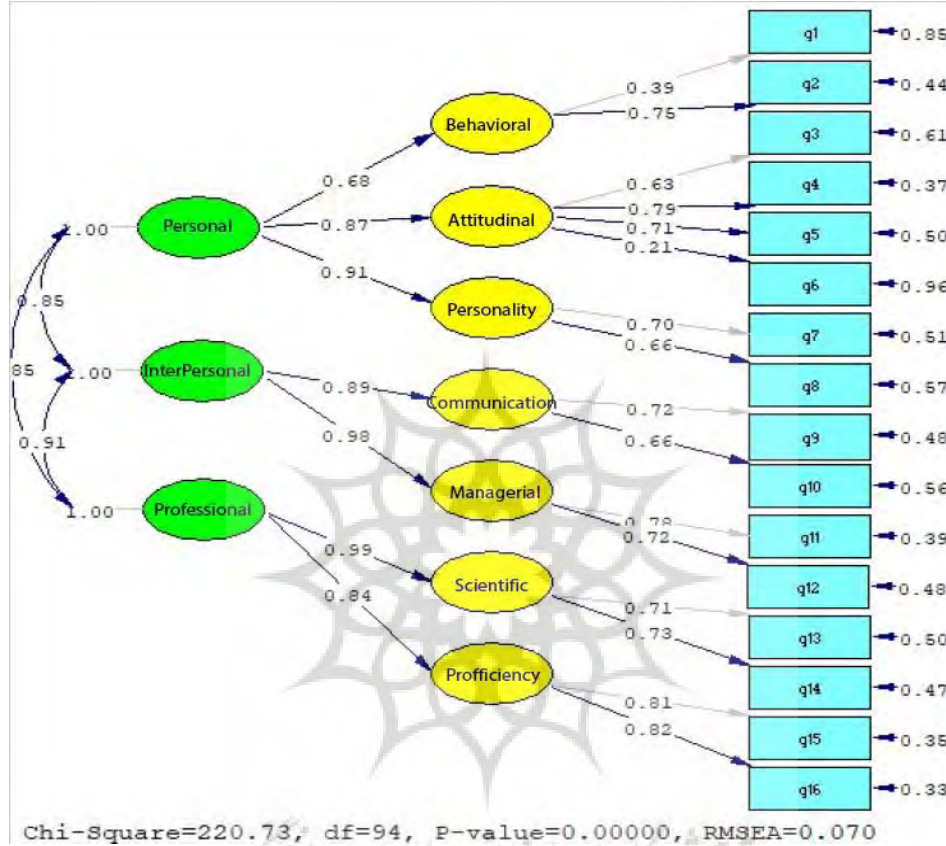 q1
0.85
0.39
q2
0.44
Behavioral
0.75
q3
0.61
0.68
0.63
q4
0.37
1.00
Personal
0.87
Attitudinal
0.79
q5
0.50
0.71
0.21
0.91
q6
0.96
0.85
Personality
0.70
q7
0.51
0.66
1.00
InterPersonal
85
0.89
q8
0.57
Communication
0.72
q9
0.48
0.91
0.98
0.66
q10
0.56
1.00
Professional
Managerial
0.78
0.72
q11
0.39
0.99
q12
0.48
0.84
Scientific
0.71
0.73
q13
0.50
Profficiency
q14
0.47
0.81
0.82
q15
0.35
q16
0.33
Chi-Square=220.73, df=94, P-value=0.00000, RMSEA=0.070